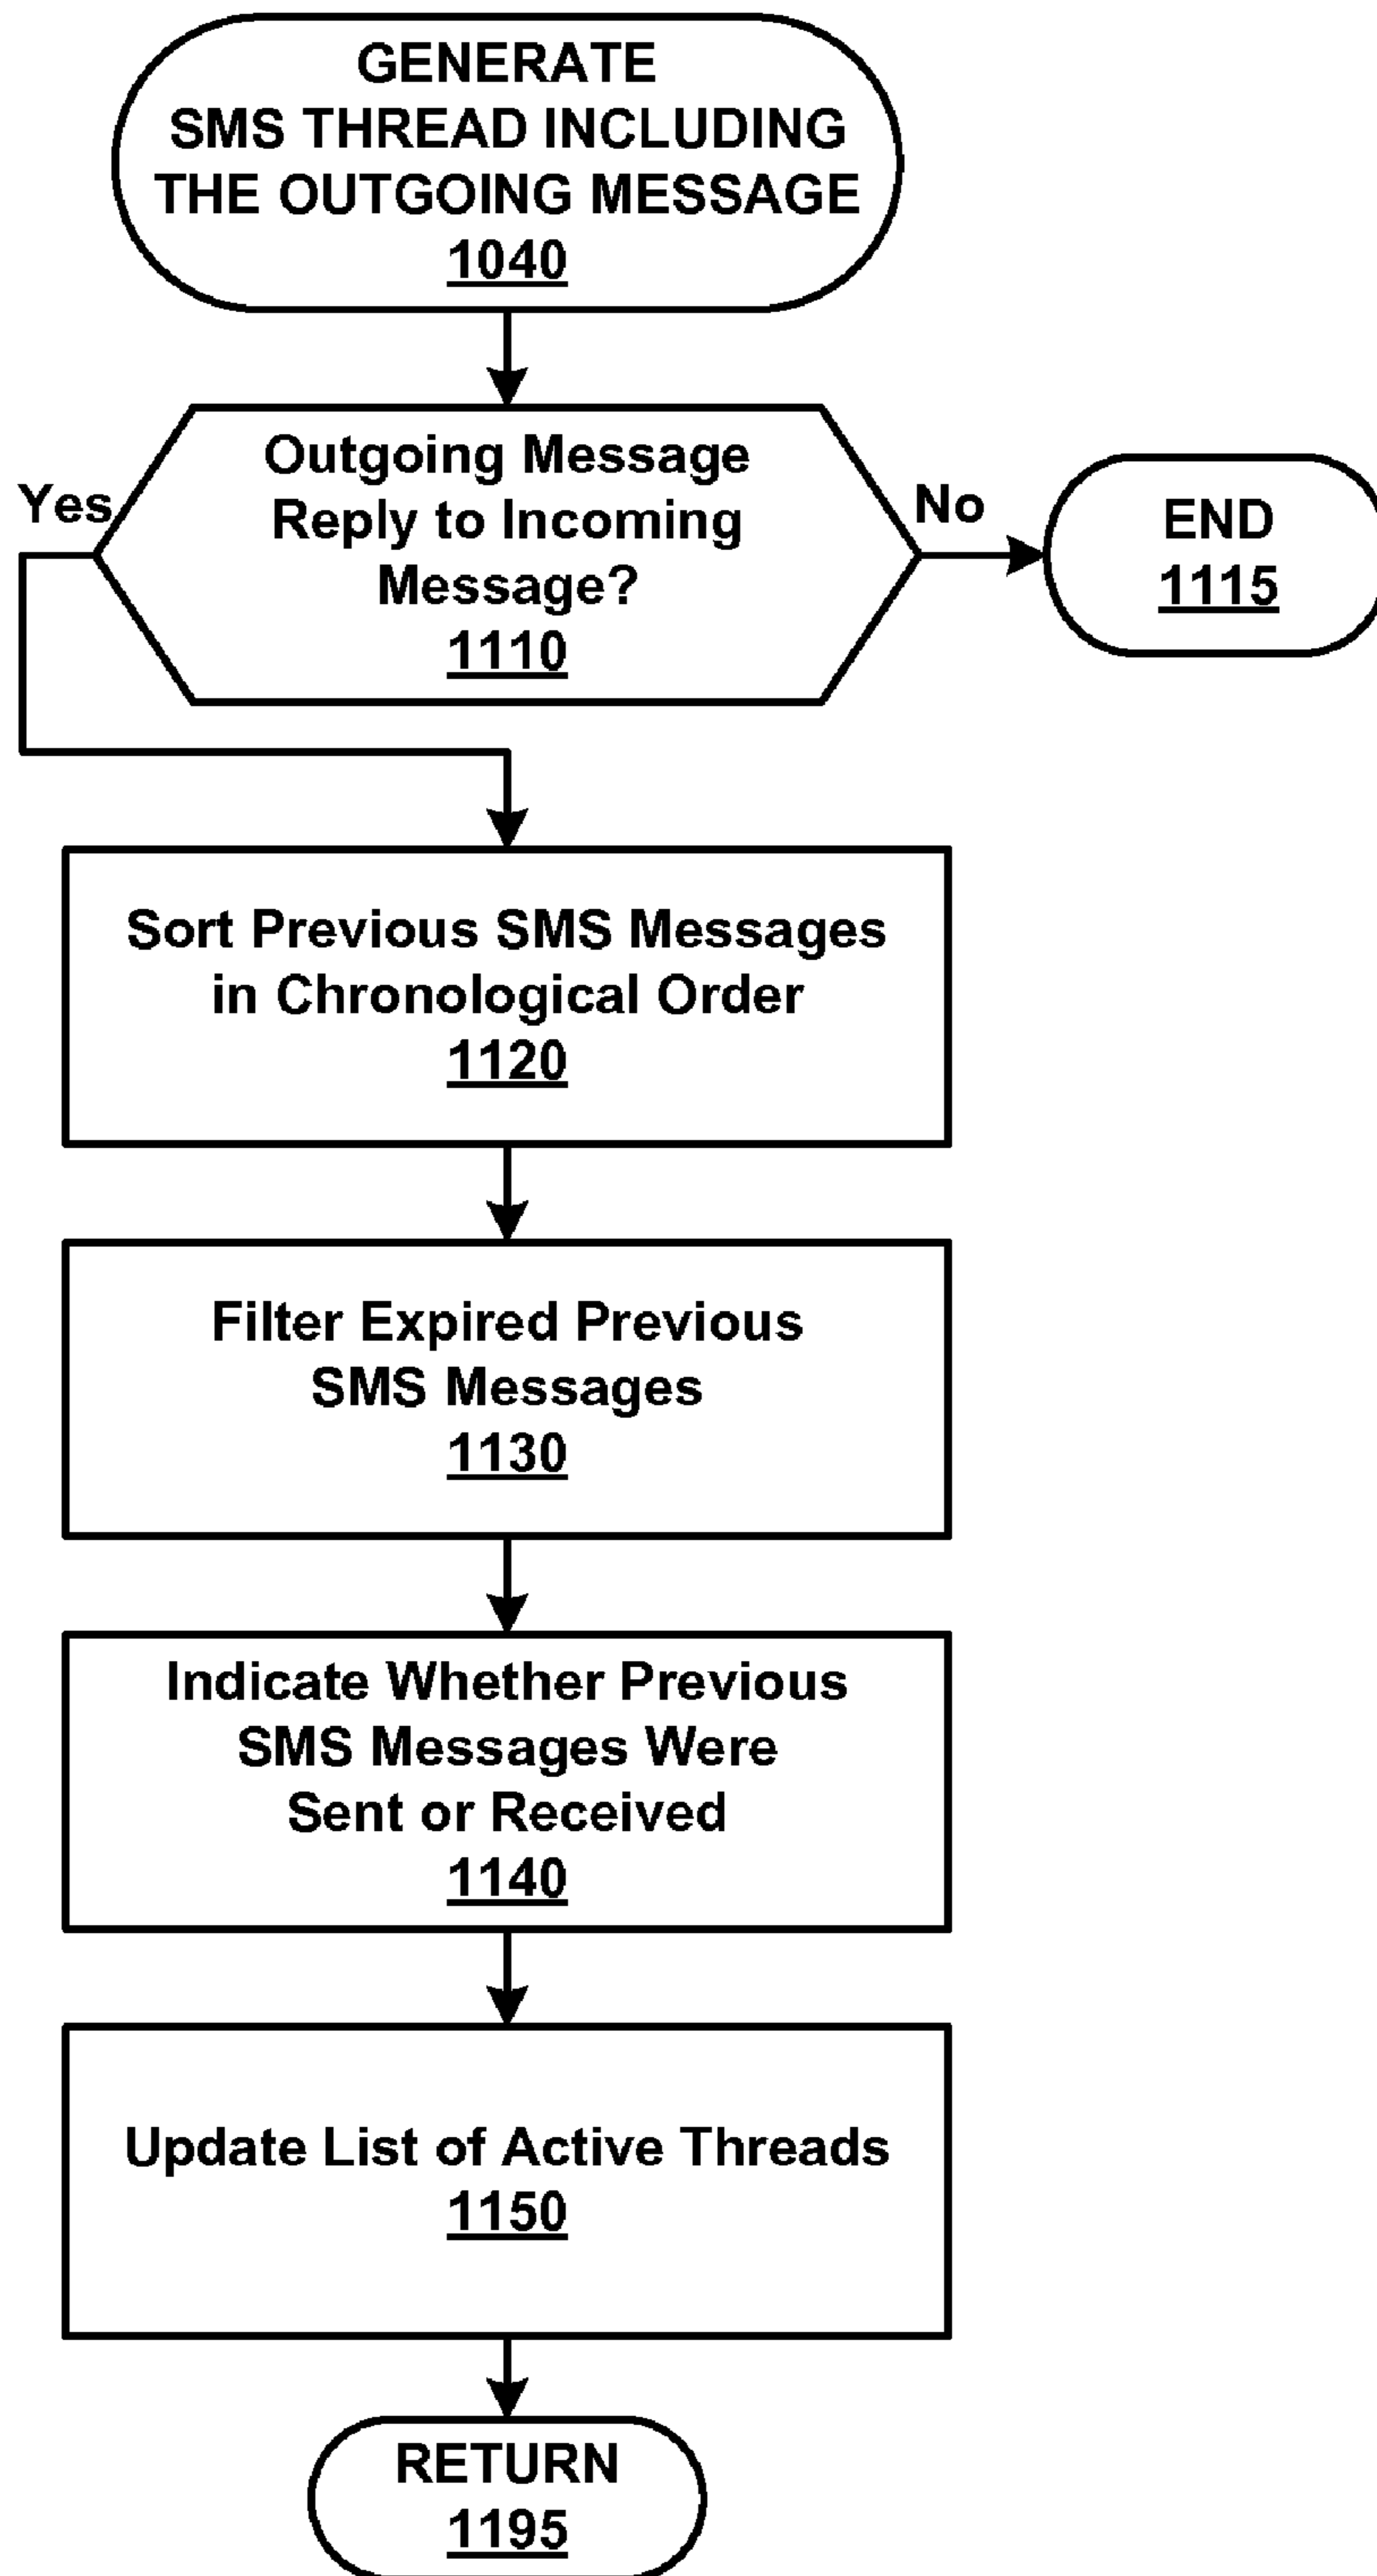 GENERATE
SMS THREAD INCLUDING
THE OUTGOING MESSAGE
1040
Outgoing Message
Reply to Incoming
Message?
1110
Yes
No
END
1115
Sort Previous SMS Messages
in Chronological Order
1120
Filter Expired Previous
SMS Messages
1130
Indicate Whether Previous
SMS Messages Were
Sent or Received
1140
Update List of Active Threads
1150
RETURN
1195